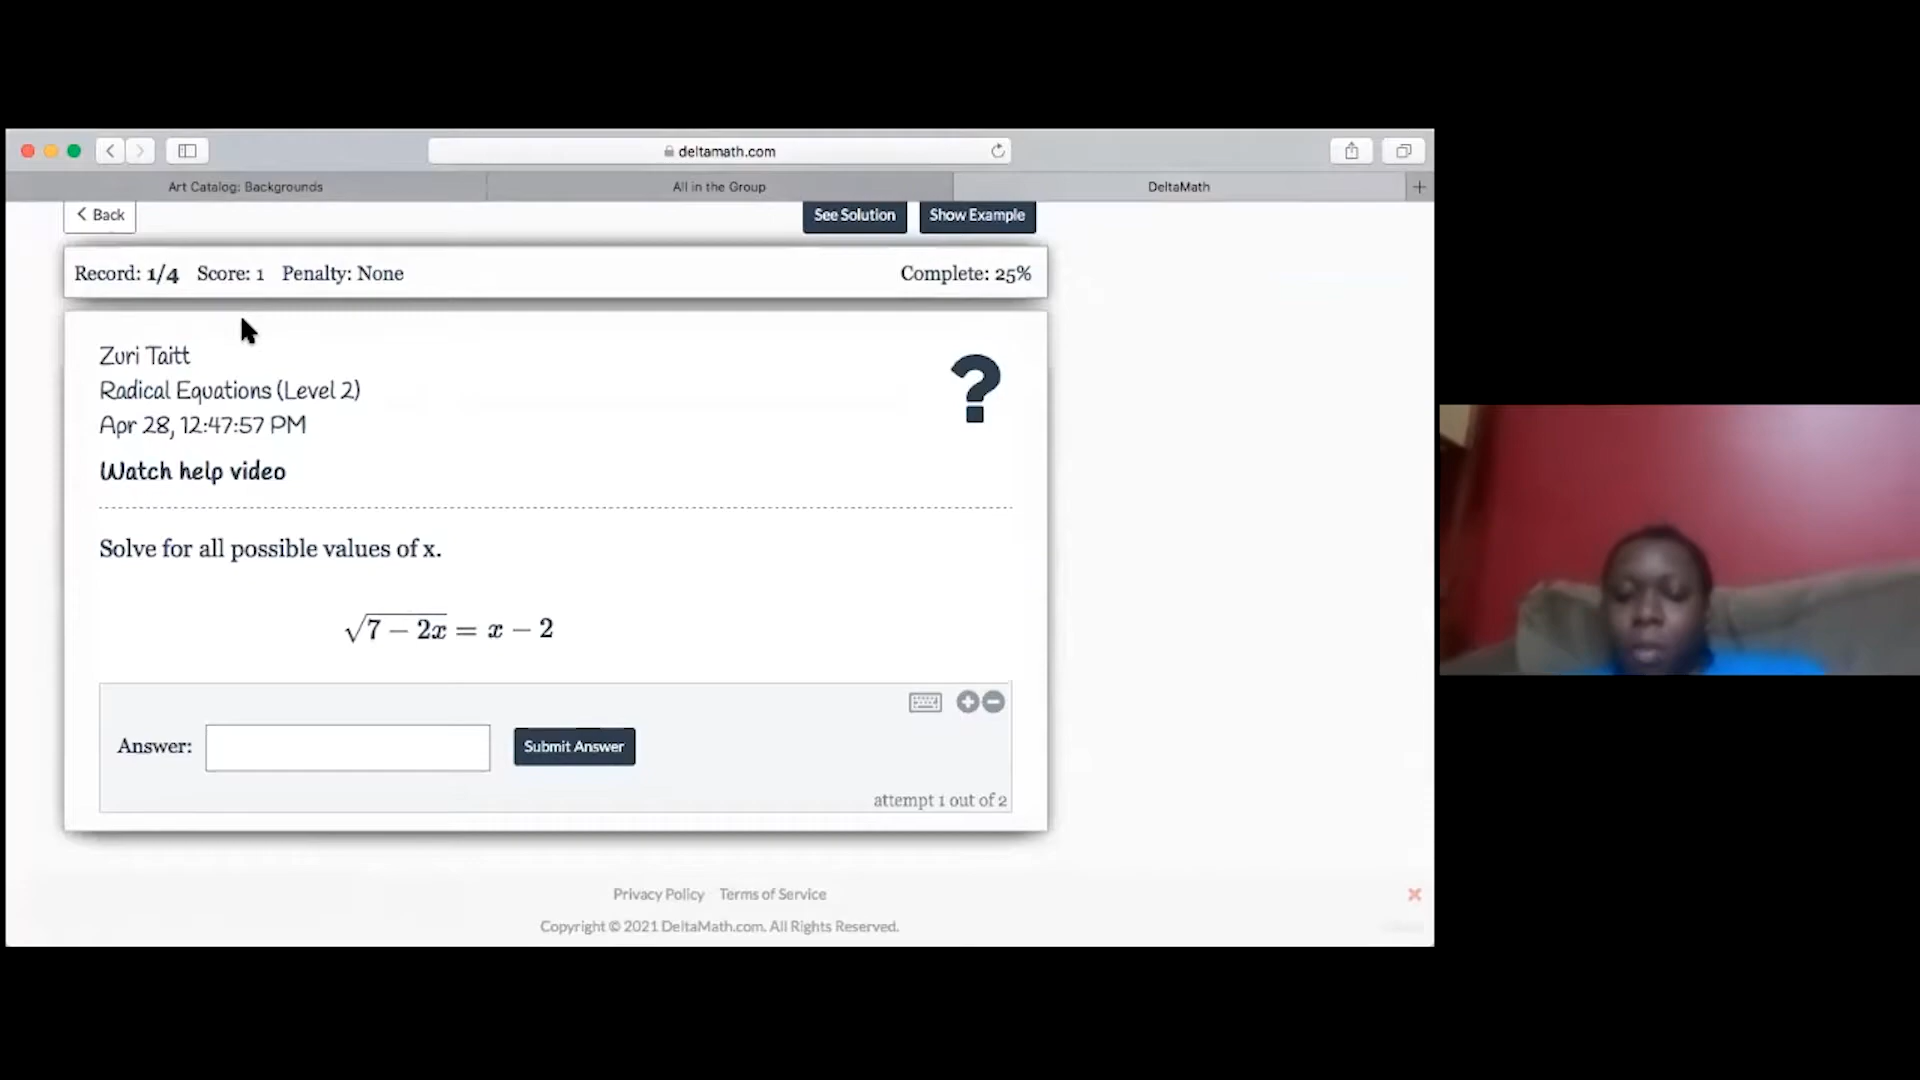 deltamath.com
Art Catalog: Backgrounds
All in the Group
DeltaMath
Back
See Solution
Show Example
Record: 1/4 Score: 1 Penalty: None
Complete: 25%
Zuri Taitt
Radical Equations (Level 2)
Apr 28, 12:47:57 PM
?
Watch help video
Solve for all possible values of x.
√7 − 2x = x − 2
Answer:
Submit Answer
attempt 1 out of 2
Privacy Policy Terms of Service
Copyright © 2021 DeltaMath.com. All Rights Reserved.